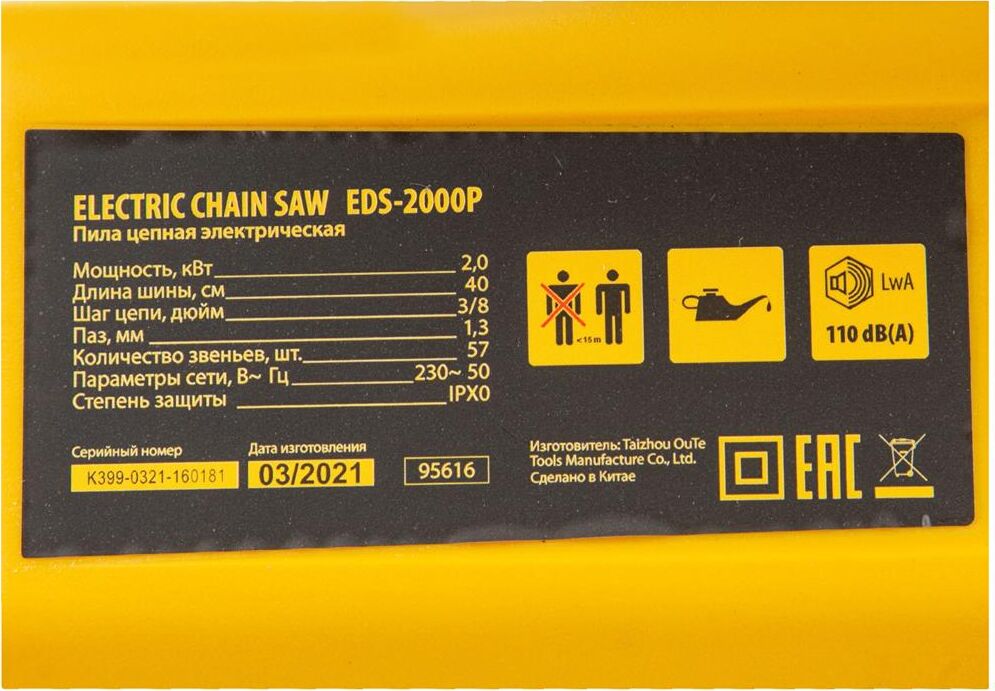 ELECTRIC CHAIN SAW EDS-2000P
Пила цепная электрическая
Мощность, кВт 2,0
Длина шины, см 40
Шаг цепи, дюйм 3/8
Паз, мм 1,3
Количество звеньев, шт. 57
Параметры сети, В~ Гц 230~ 50
Степень защиты IPX0
<15m
LwA
110 dB(A)
Серийный номер
K399-0321-160181
Дата изготовления
03/2021
95616
Изготовитель: Taizhou OuTe
Tools Manufacture Co., Ltd.
Сделано в Китае
EAC